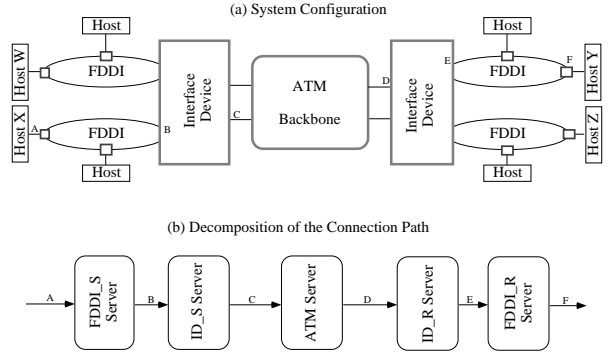 (a) System Configuration
Host
Host
Host W
FDDI
Interface
Device
ATM
Backbone
D
Interface
Device
E
FDDI
F
Host Y
Host X
A
FDDI
B
C
FDDI
Host Z
Host
Host
(b) Decomposition of the Connection Path
A
FDDI_S
Server
B
ID_S Server
C
ATM Server
D
ID_R Server
E
FDDI_R
Server
F